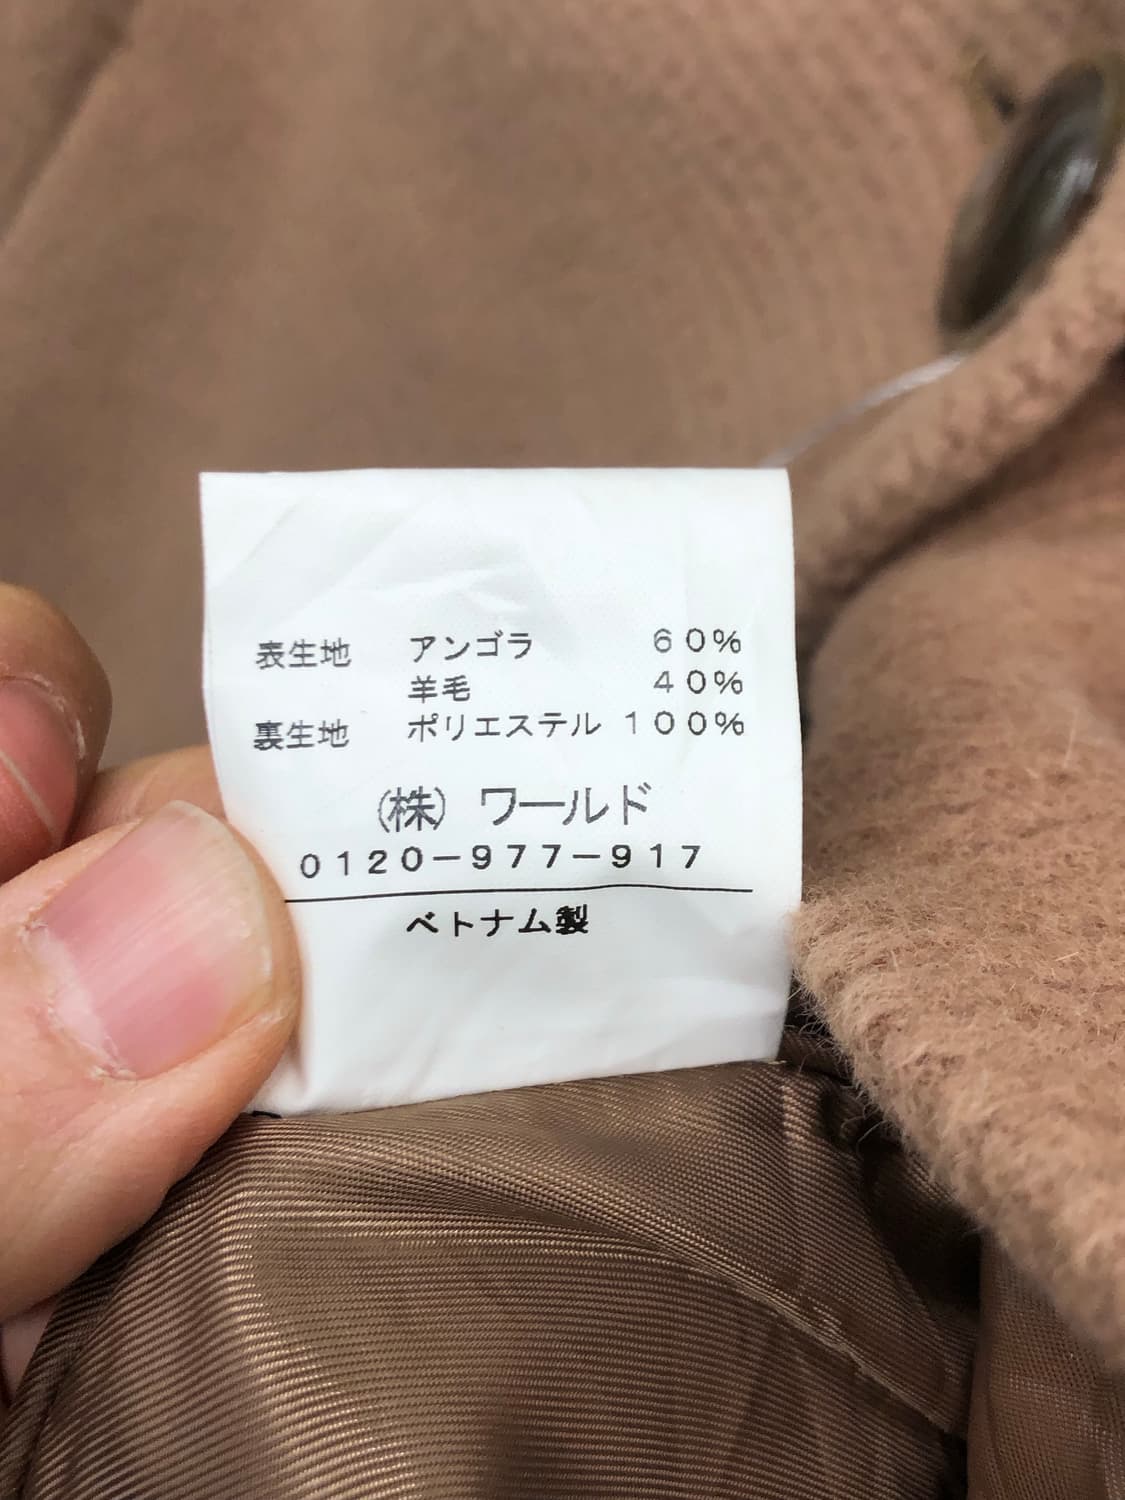 表生地 アンゴラ 60%
羊毛 40%
裏生地 ポリエステル 100%
(株) ワールド
0120-977-917
ベトナム製